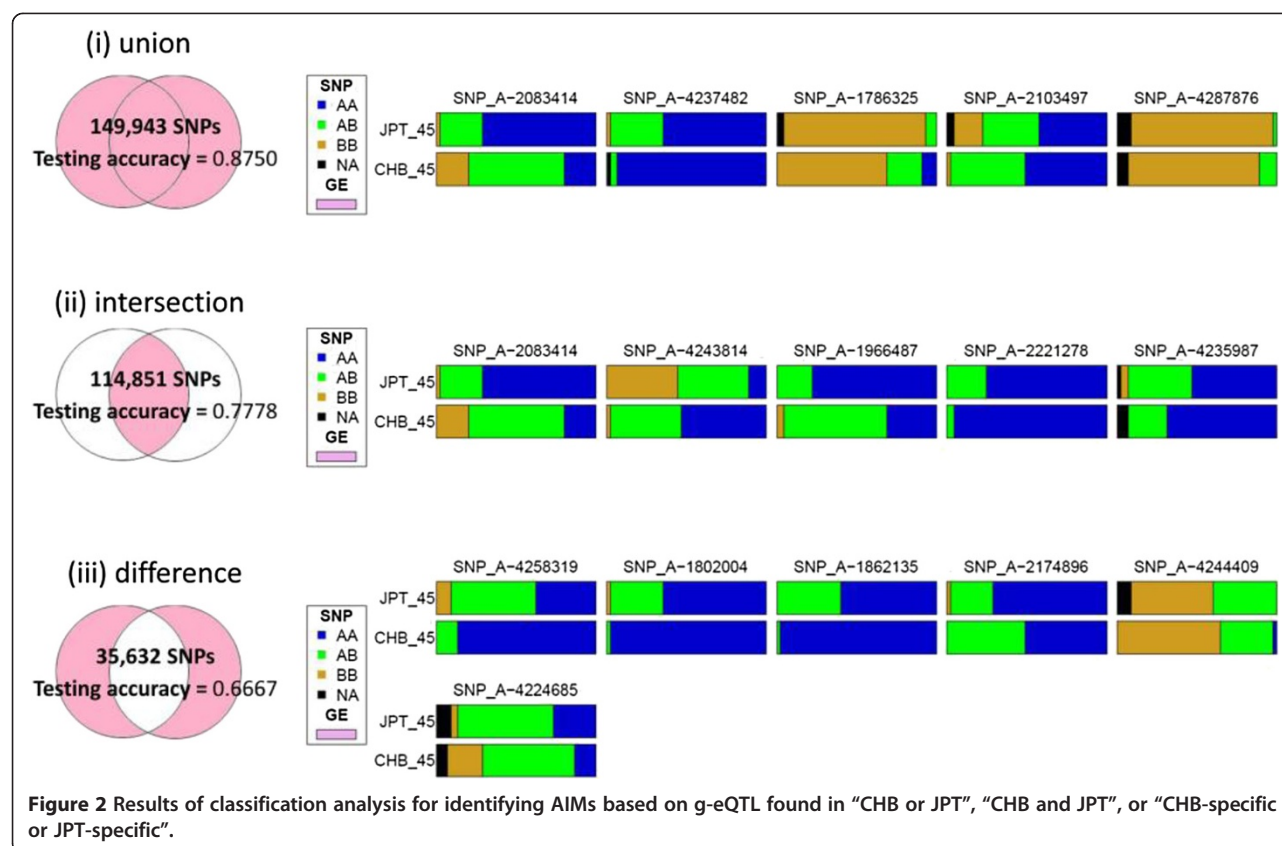 (i) union
149,943 SNPs
Testing accuracy = 0.8750
SNP
AA
AB
BB
NA
GE
SNP_A-2083414 SNP_A-4237482 SNP_A-1786325 SNP_A-2103497 SNP_A-4287876
JPT_45
CHB_45
(ii) intersection
114,851 SNPs
Testing accuracy = 0.7778
SNP
AA
AB
BB
NA
GE
SNP_A-2083414 SNP_A-4243814 SNP_A-1966487 SNP_A-2221278 SNP_A-4235987
JPT_45
CHB_45
(iii) difference
35,632 SNPs
Testing accuracy = 0.6667
SNP
AA
AB
BB
NA
GE
SNP_A-4258319 SNP_A-1802004 SNP_A-1862135 SNP_A-2174896 SNP_A-4244409
JPT_45
CHB_45
SNP_A-4224685
JPT_45
CHB_45
Figure 2 Results of classification analysis for identifying AIMs based on g-eQTL found in “CHB or JPT”, “CHB and JPT”, or “CHB-specific
or JPT-specific”.